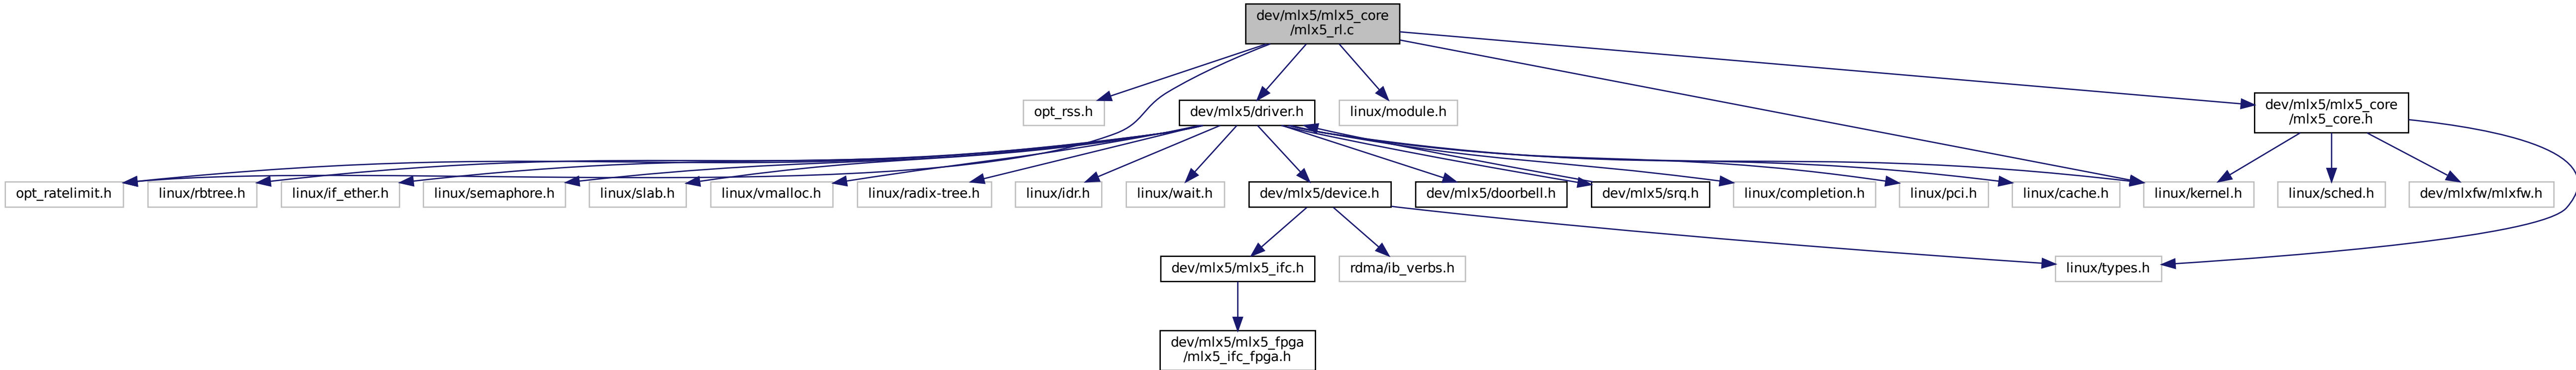 dev/mlx5/mlx5_core
/mlx5_rl.c
opt_rss.h
dev/mlx5/driver.h
linux/module.h
dev/mlx5/mlx5_core
/mlx5_core.h
opt_ratelimit.h
linux/rbtree.h
linux/if_ether.h
linux/semaphore.h
linux/slab.h
linux/vmalloc.h
linux/radix-tree.h
linux/idr.h
linux/wait.h
dev/mlx5/device.h
dev/mlx5/doorbell.h
dev/mlx5/srq.h
linux/completion.h
linux/pci.h
linux/cache.h
linux/kernel.h
linux/sched.h
dev/mlxfw/mlxfw.h
dev/mlx5/mlx5_ifc.h
rdma/ib_verbs.h
linux/types.h
dev/mlx5/mlx5_fpga
/mlx5_ifc_fpga.h